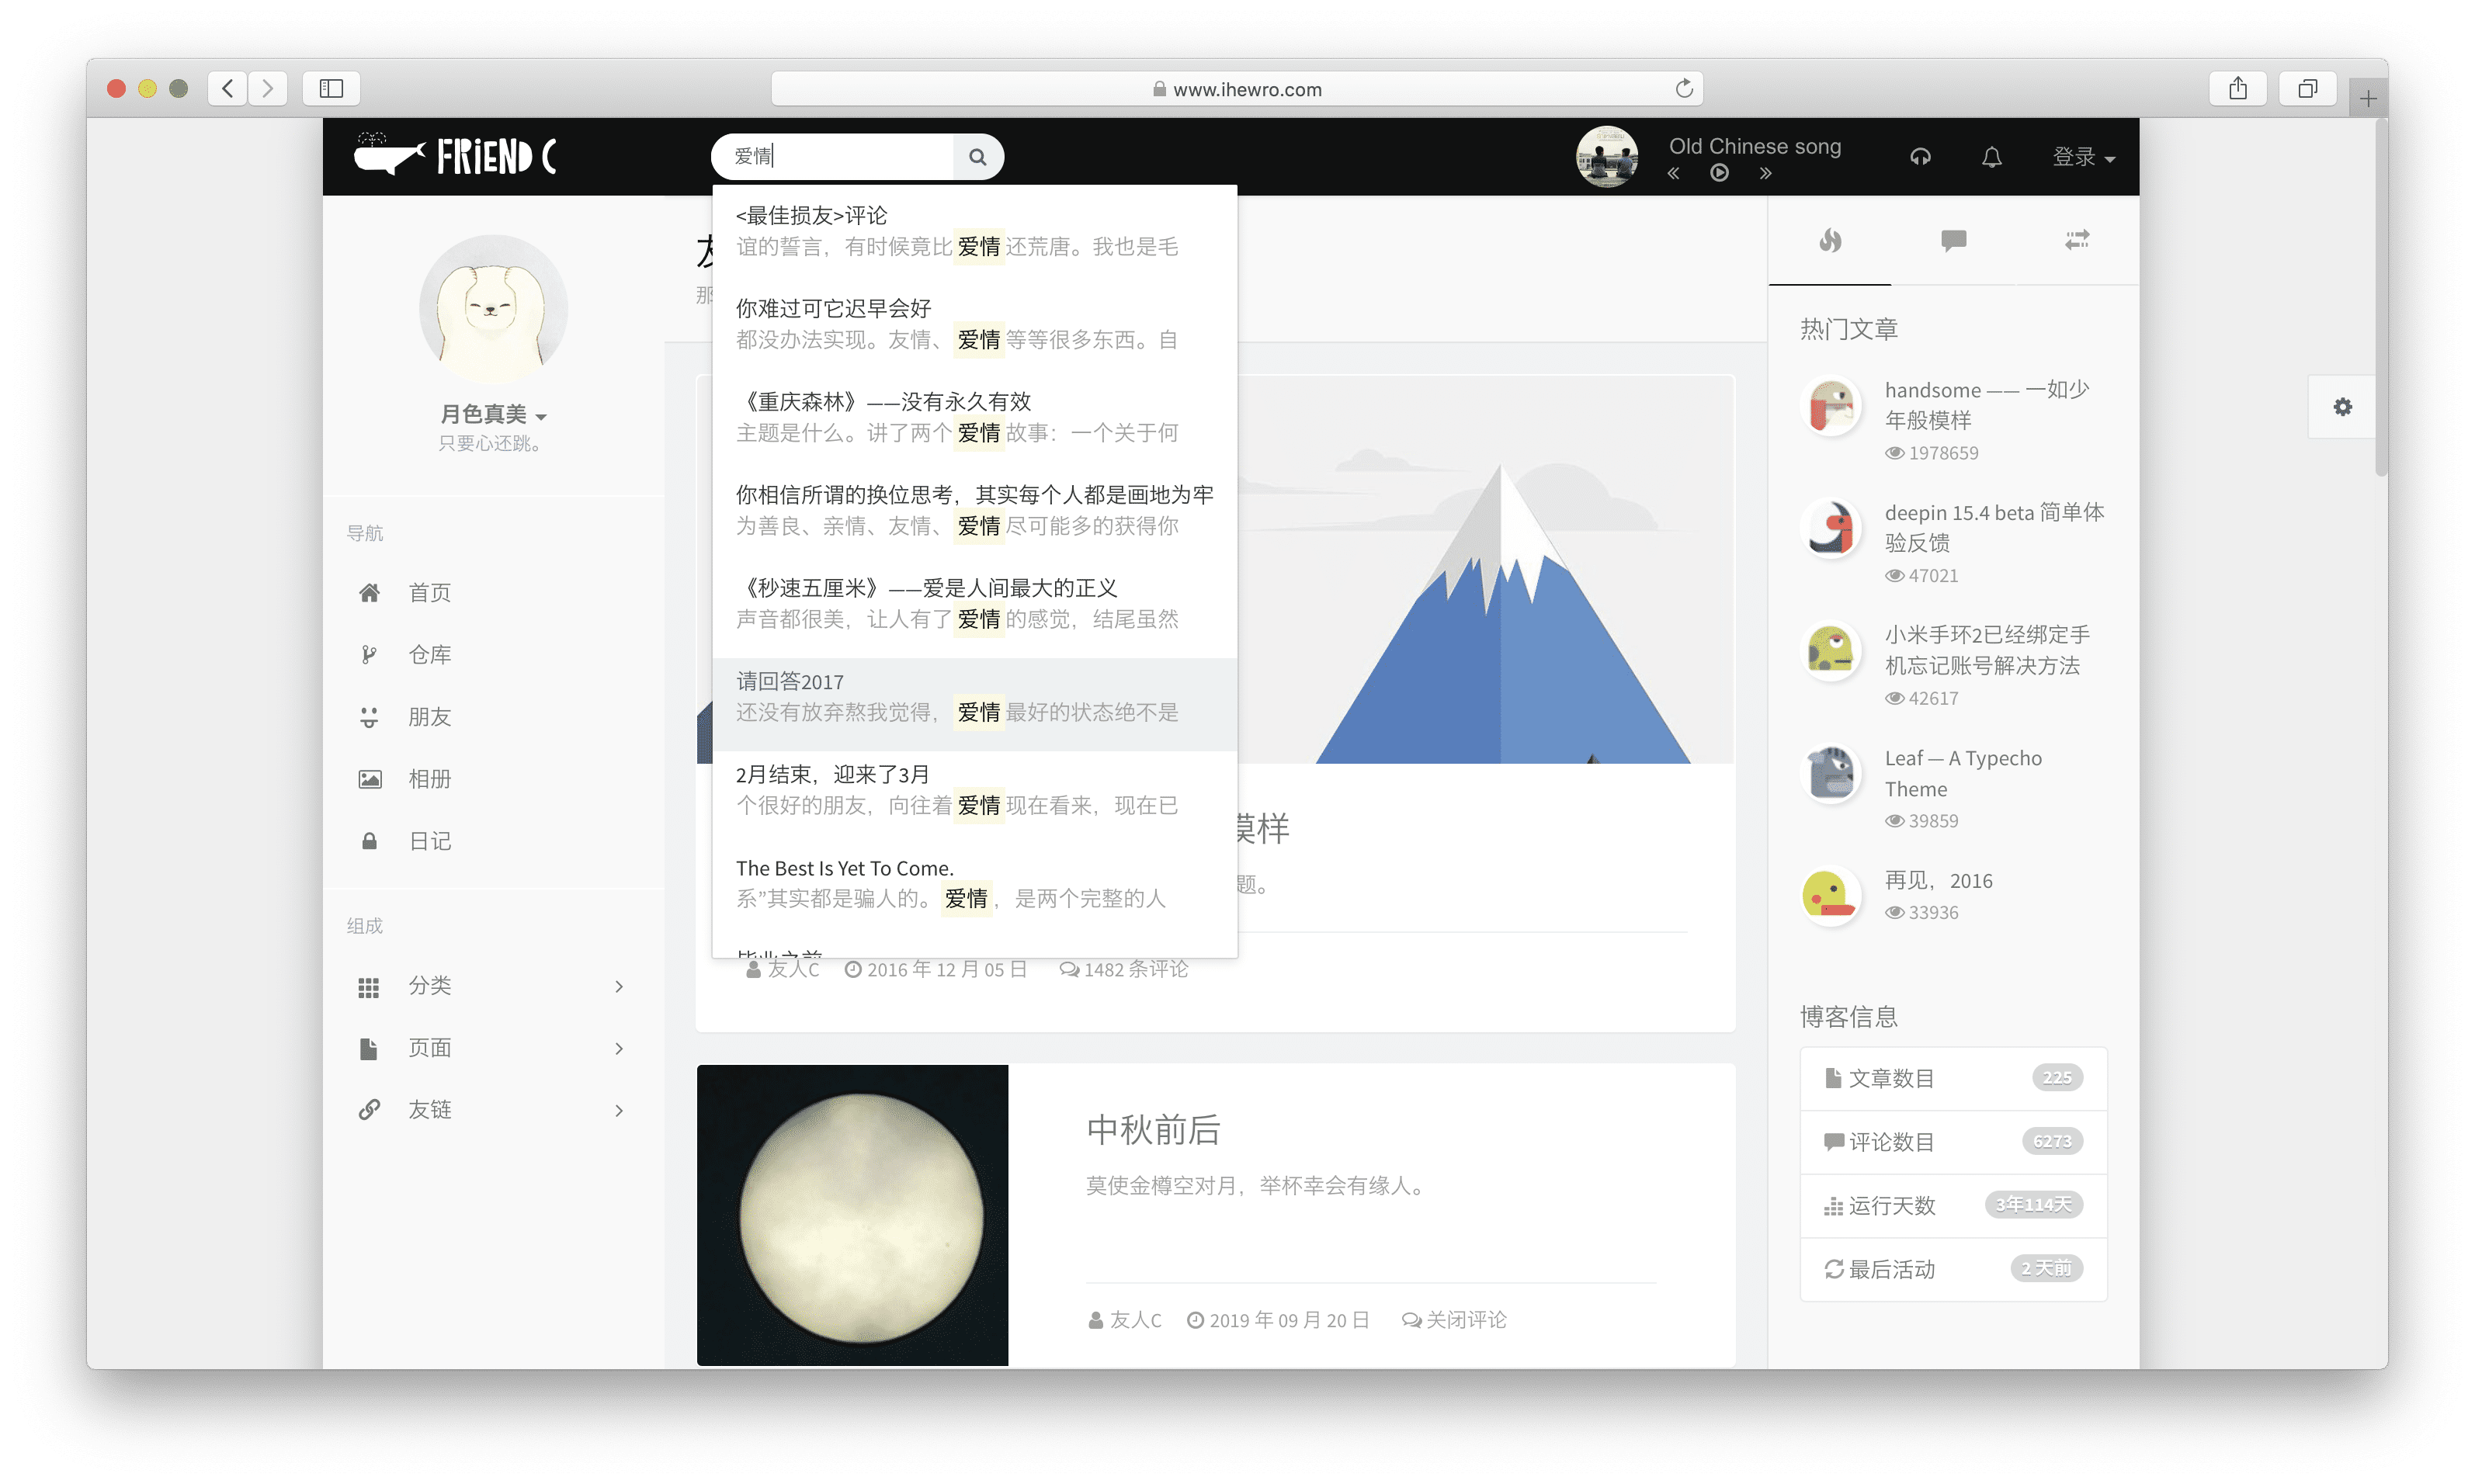 www.ihewro.com
FRiEND C
爱情
Old Chinese song
登录
月色真美
只要心还跳。
导航
首页
仓库
朋友
相册
日记
组成
分类
页面
友链
<最佳损友>评论
谊的誓言，有时候竟比爱情还荒唐。我也是毛
你难过可它迟早会好
都没办法实现。友情、爱情等等很多东西。自
《重庆森林》——没有永久有效
主题是什么。讲了两个爱情故事：一个关于何
你相信所谓的换位思考，其实每个人都是画地为牢
为善良、亲情、友情、爱情尽可能多的获得你
《秒速五厘米》——爱是人间最大的正义
声音都很美，让人有了爱情的感觉，结尾虽然
请回答2017
还没有放弃熬我觉得，爱情最好的状态绝不是
2月结束，迎来了3月
个很好的朋友，向往着爱情现在看来，现在已
The Best Is Yet To Come.
系”其实都是骗人的。爱情，是两个完整的人
那
模样
题。
友人C 2016 年 12 月 05 日 1482 条评论
中秋前后
莫使金樽空对月，举杯幸会有缘人。
友人C 2019 年 09 月 20 日 关闭评论
热门文章
handsome —— 一如少
年般模样
1978659
deepin 15.4 beta 简单体
验反馈
47021
小米手环2已经绑定手
机忘记账号解决方法
42617
Leaf — A Typecho
Theme
39859
再见，2016
33936
博客信息
文章数目 225
评论数目 6273
运行天数 3年114天
最后活动 2 天前